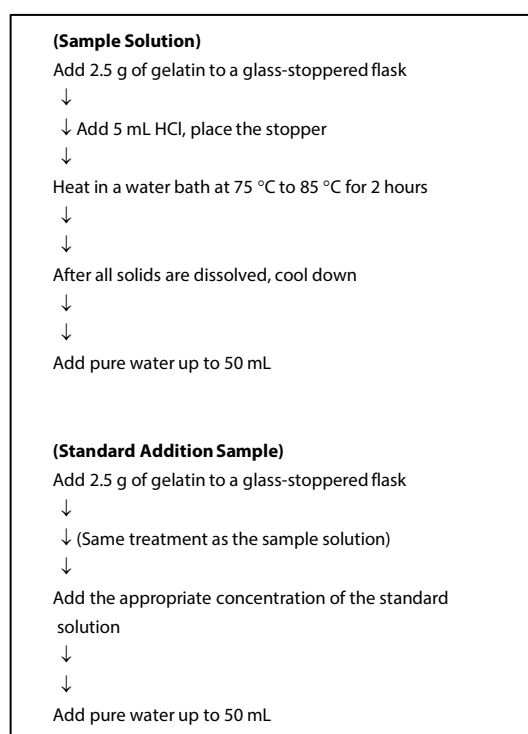 (Sample Solution)
Add 2.5 g of gelatin to a glass-stoppered flask
↓
↓ Add 5 mL HCl, place the stopper
↓
Heat in a water bath at 75 °C to 85 °C for 2 hours
↓
↓
After all solids are dissolved, cool down
↓
↓
Add pure water up to 50 mL
(Standard Addition Sample)
Add 2.5 g of gelatin to a glass-stoppered flask
↓
↓ (Same treatment as the sample solution)
↓
Add the appropriate concentration of the standard
solution
↓
↓
Add pure water up to 50 mL